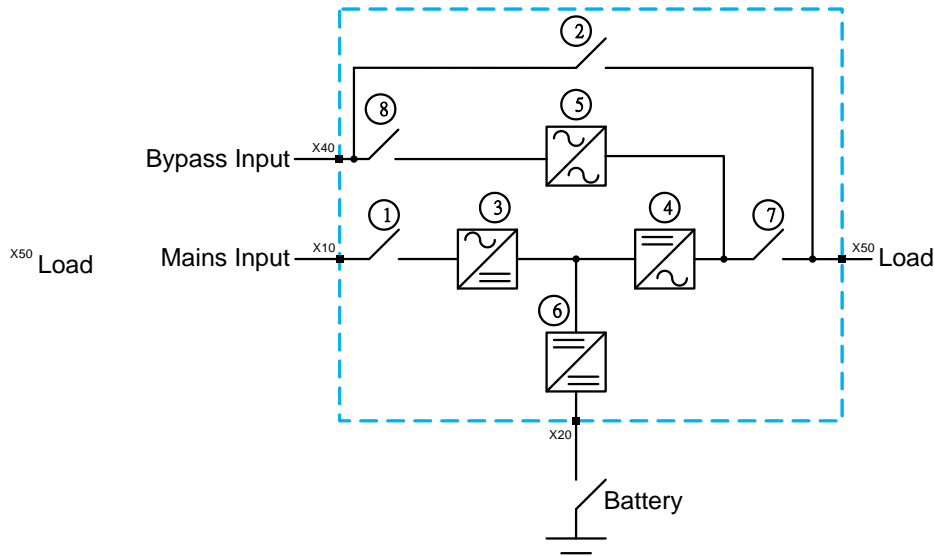 2
8
5
X40
Bypass Input
1
3
4
7
X50 Load
X10
Mains Input
X50
Load
6
X20
Battery